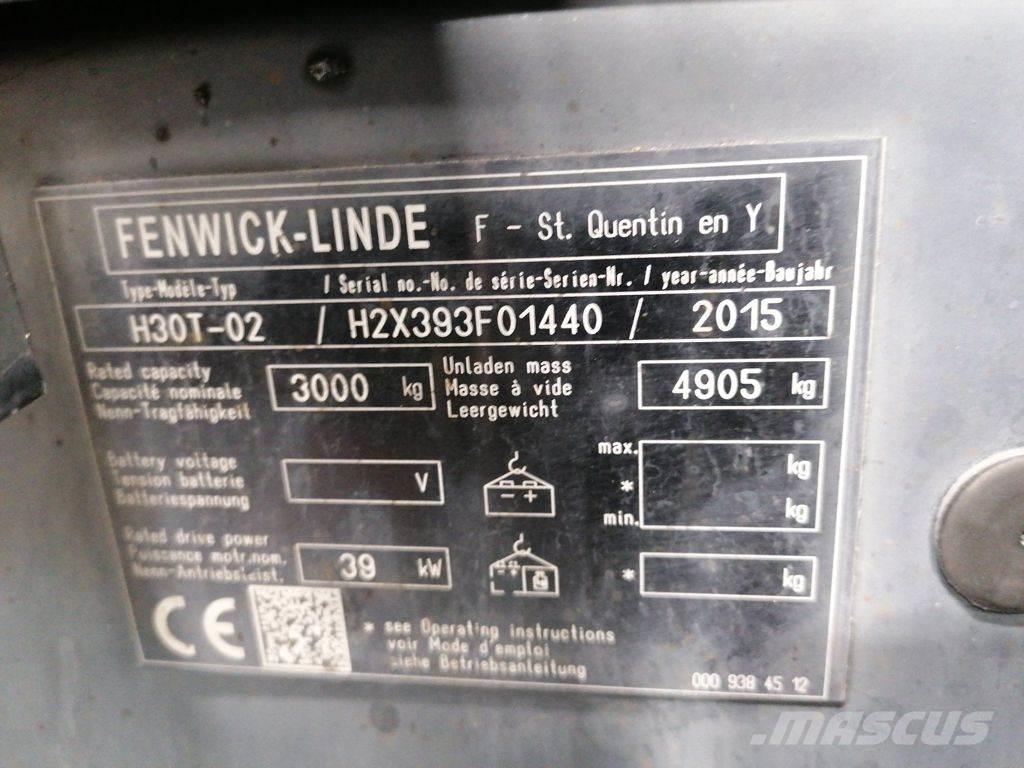 FENWICK-LINDE F - St. Quentin en Y.
Type-Modèle-Typ / Serial no.-No. de série-Serien-Nr. / year-année-Baujahr
H30T-02 / H2X393F01440 / 2015
Rated capacity
Capacité nominale
Nenn-Tragfähigkeit
3000 kg
Unladen mass
Masse à vide
Leergewicht
4905 kg
Battery voltage
Tension batterie
Batteriespannung
V
- +
max. kg
*
min. kg
Rated drive power
Puissance motr.nom.
Nenn-Antriebsleist.
39 kW
* kg
CE
* see Operating instructions
voir Mode d'emploi
siehe Betriebsanleitung
000 938 45 12
MASCUS